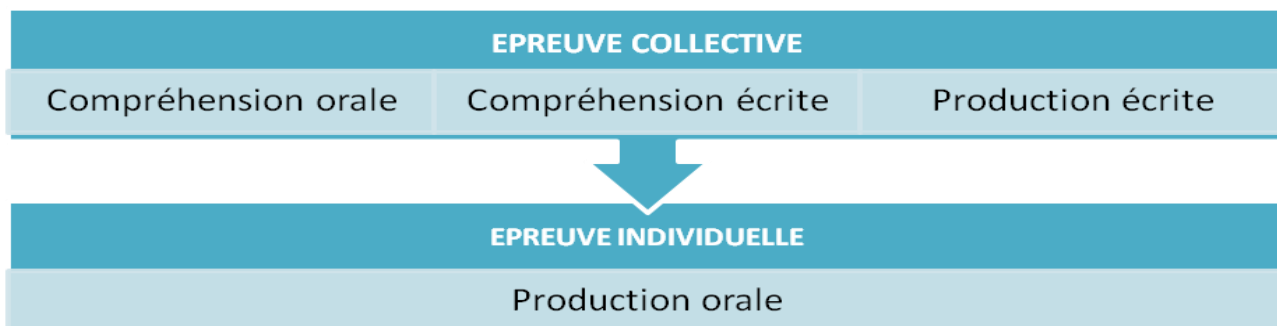 EPREUVE COLLECTIVE
Compréhension orale Compréhension écrite Production écrite
EPREUVE INDIVIDUELLE
Production orale